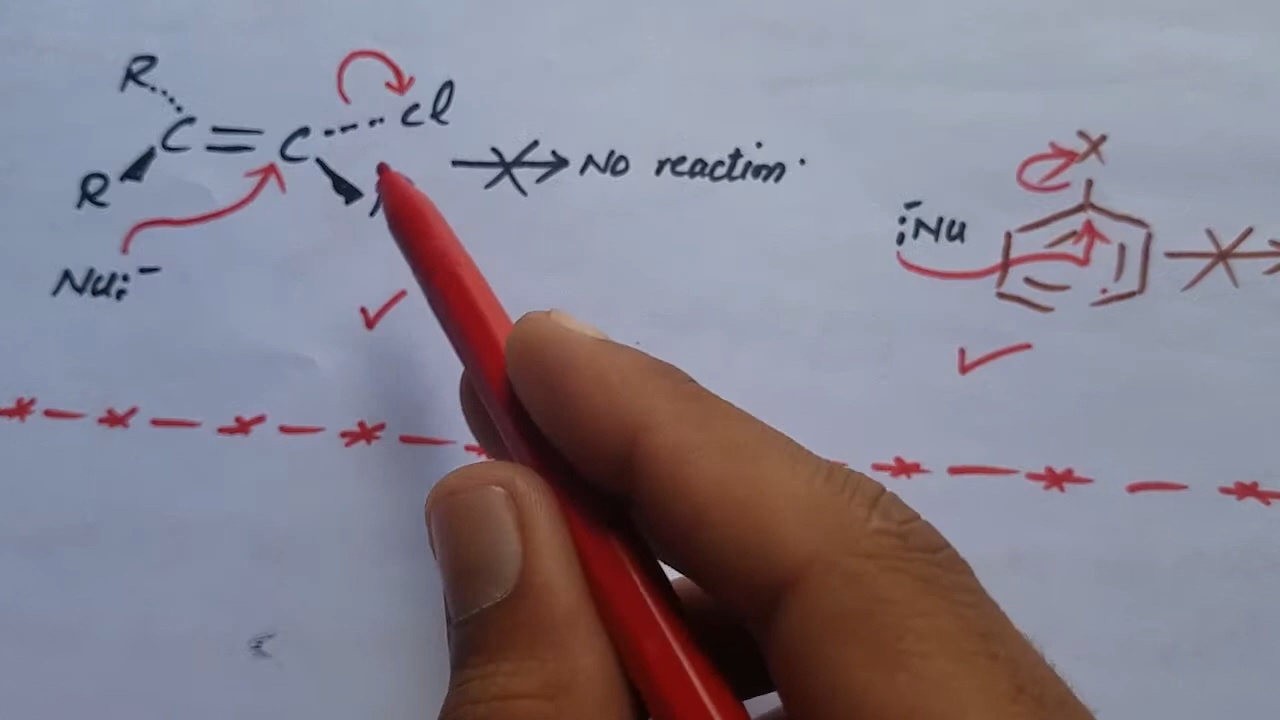 R
C = C Cl
R
Nu:⁻
No reaction.
X
:⁻Nu